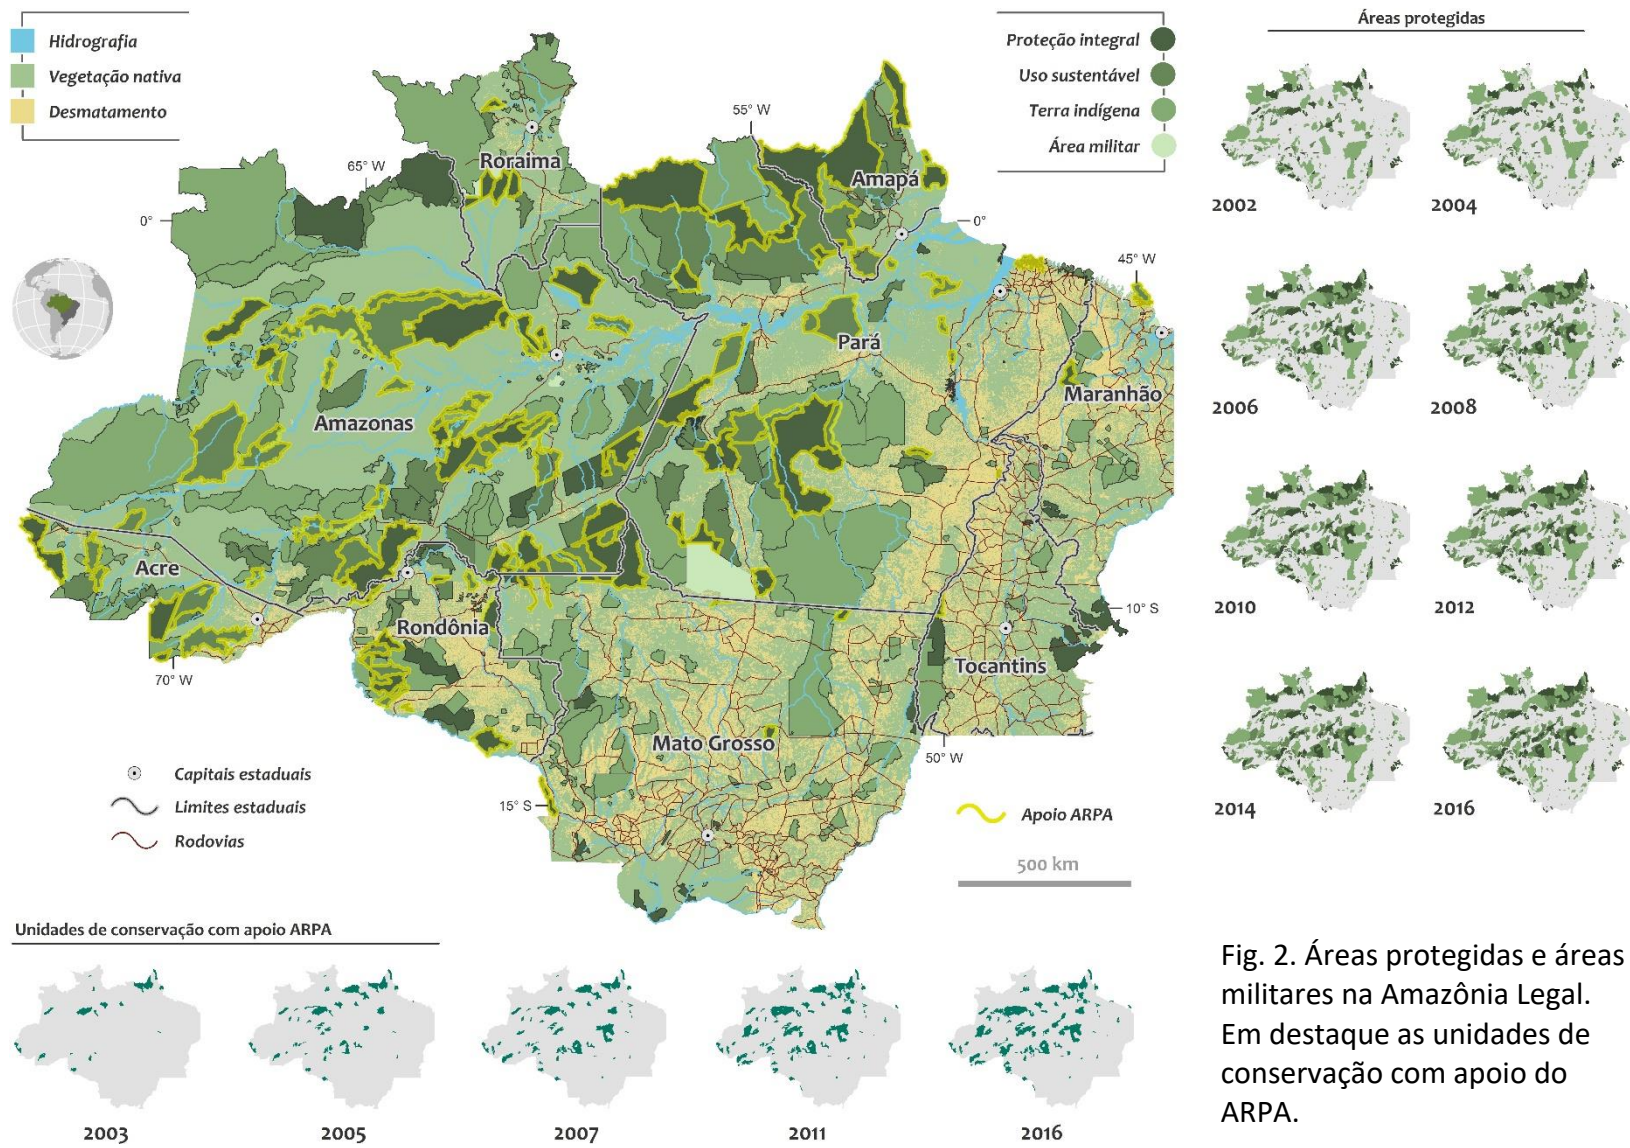 Hidrografia
Vegetação nativa
Desmatamento
Proteção integral
Uso sustentável
Terra indígena
Área militar
Áreas protegidas
2002
2004
2006
2008
2010
2012
2014
2016
55° W
65° W
0°
0°
45° W
10° S
70° W
50° W
15° S
Roraima
Amapá
Pará
Maranhão
Amazonas
Acre
Rondônia
Tocantins
Mato Grosso
Capitais estaduais
Limites estaduais
Rodovias
Apoio ARPA
500 km
Unidades de conservação com apoio ARPA
2003
2005
2007
2011
2016
Fig. 2. Áreas protegidas e áreas
militares na Amazônia Legal.
Em destaque as unidades de
conservação com apoio do
ARPA.